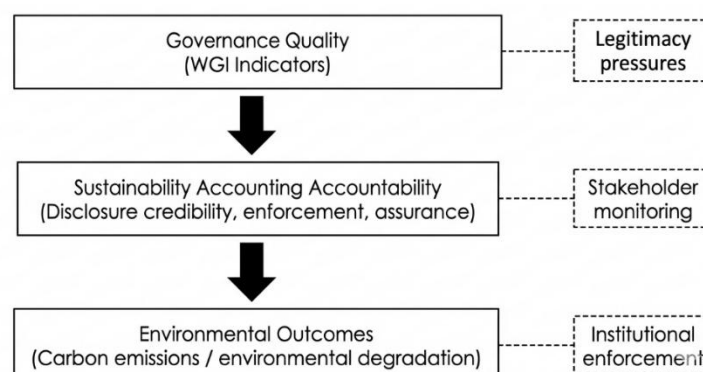 Governance Quality
(WGI Indicators)
Legitimacy
pressures
Sustainability Accounting Accountability
(Disclosure credibility, enforcement, assurance)
Stakeholder
monitoring
Environmental Outcomes
(Carbon emissions / environmental degradation)
Institutional
enforcement